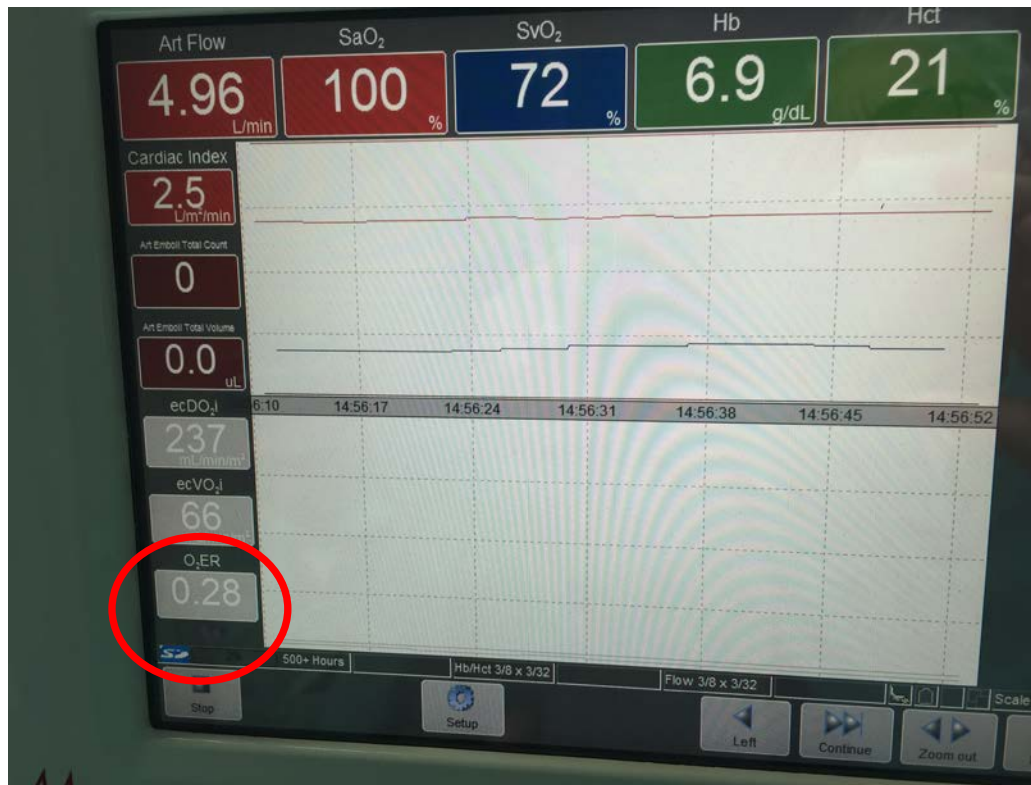 Art Flow SaO₂ SvO₂ Hb Hct
4.96 L/min 100 % 72 % 6.9 g/dL 21 %
Cardiac Index
2.5
L/m²/min
Art Emboli Total Count
0
Art Emboli Total Volume
0.0
uL
ecDO₂i
6:10 14:56:17 14:56:24 14:56:31 14:56:38 14:56:45 14:56:52
237
mL/min/m²
ecVO₂i
66
O₂ER
0.28
500+ Hours Hb/Hct 3/8 x 3/32 Flow 3/8 x 3/32 Scale
Stop Setup Left Continue Zoom out